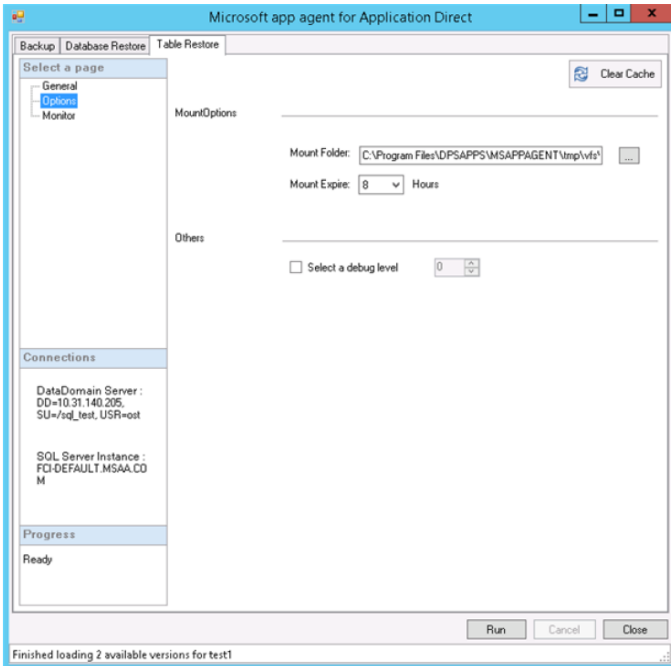 Microsoft app agent for Application Direct
Backup Database Restore Table Restore
Select a page
General
Options
Monitor
Clear Cache
MountOptions
Mount Folder: C:\Program Files\DPSAPPS\MSAPPAGENT\tmp\vfs\ ...
Mount Expire: 8 Hours
Others
Select a debug level 0
Connections
DataDomain Server :
DD=10.31.140.205,
SU=/sql_test, USR=ost
SQL Server Instance :
FCI-DEFAULT.MSAA.CO
M
Progress
Ready
Run Cancel Close
Finished loading 2 available versions for test1